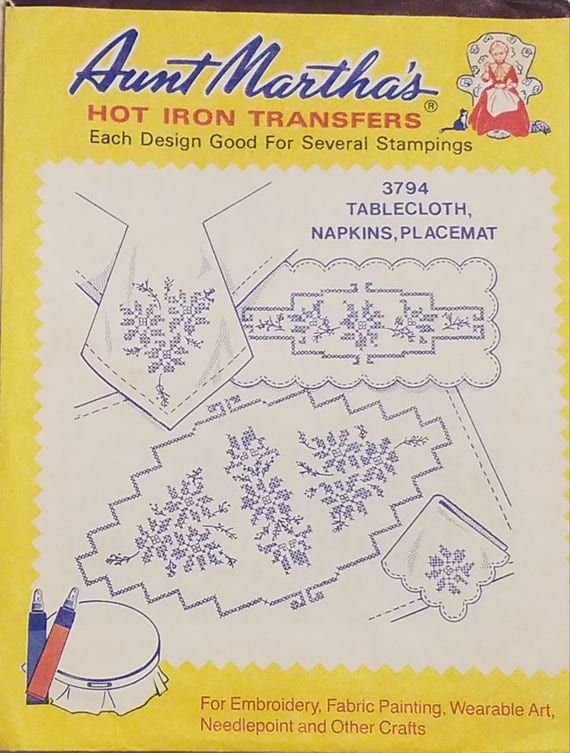 Aunt Martha's®
HOT IRON TRANSFERS
Each Design Good For Several Stampings
3794
TABLECLOTH,
NAPKINS,PLACEMAT
For Embroidery, Fabric Painting, Wearable Art,
Needlepoint and Other Crafts